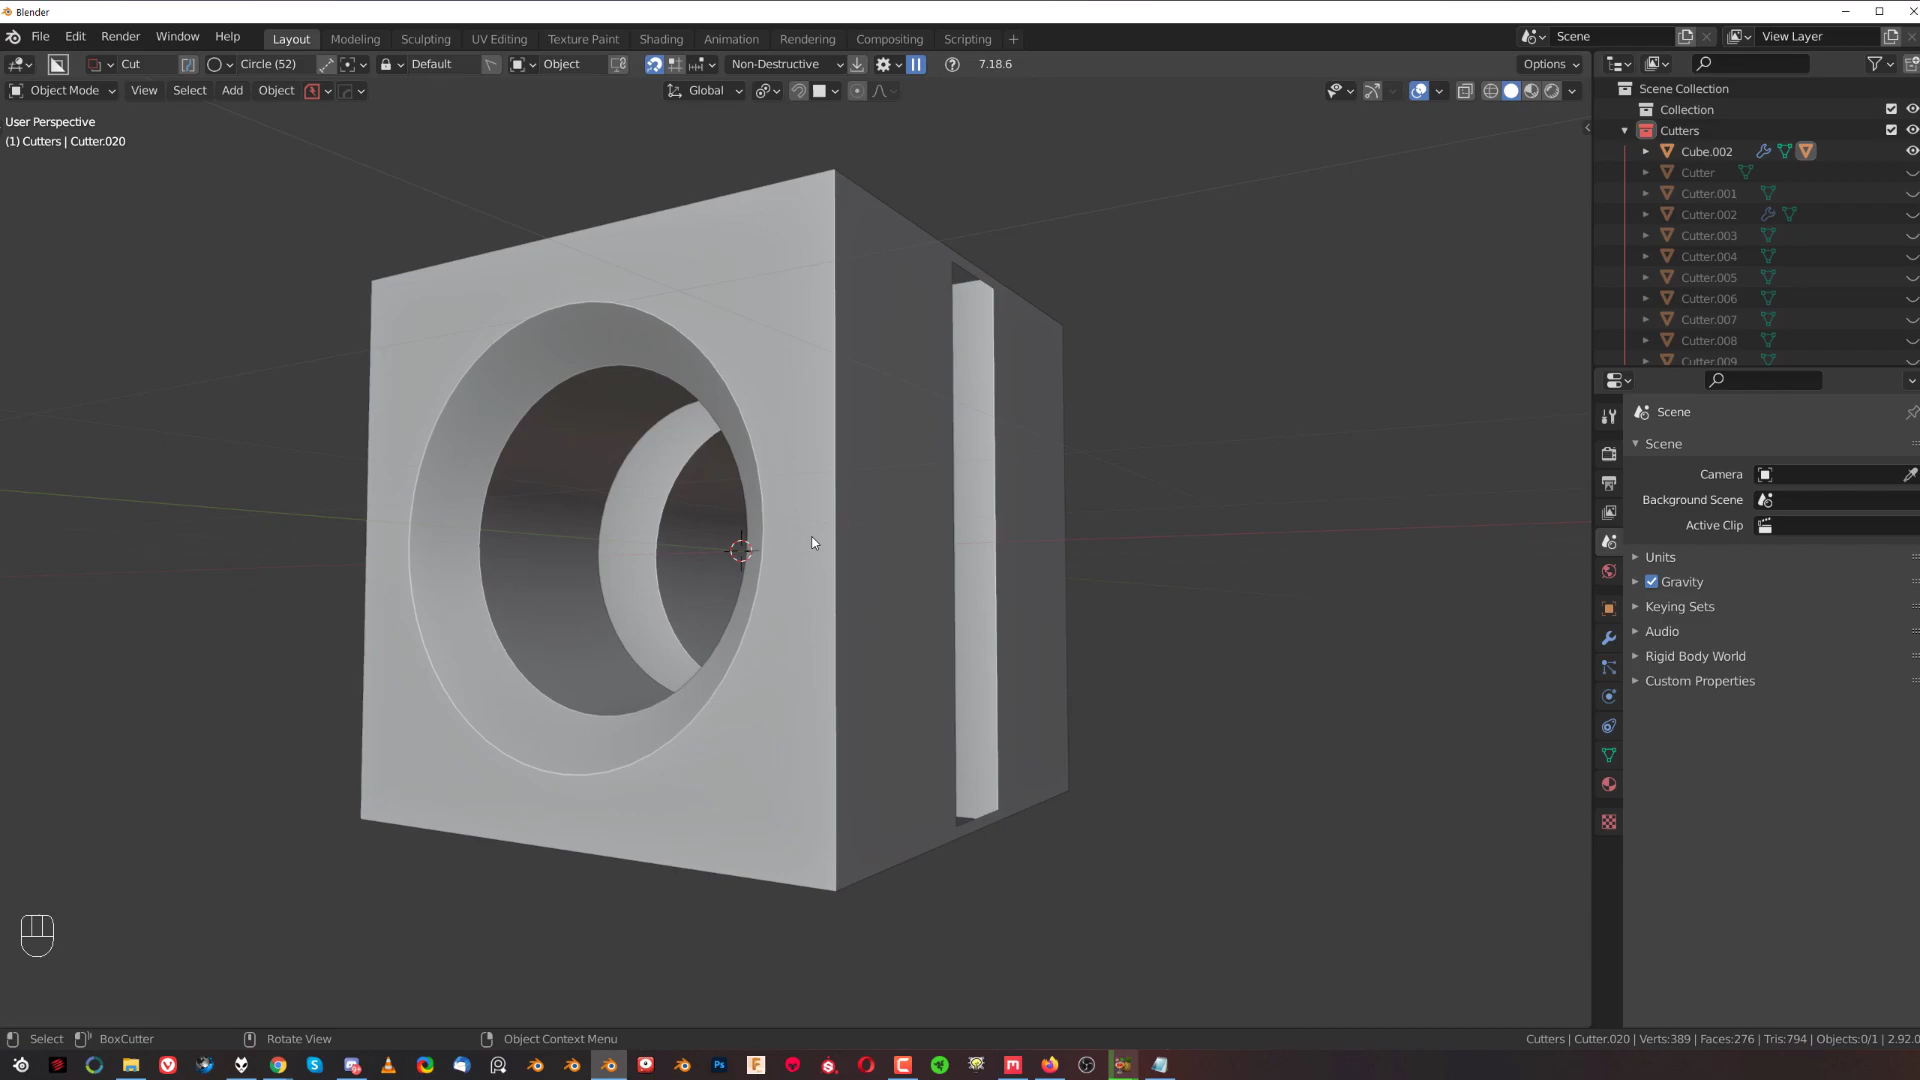 Blender
File Edit Render Window Help Layout Modeling Sculpting UV Editing Texture Paint Shading Animation Rendering Compositing Scripting + Scene View Layer
Cut Circle (52) Default Object Non-Destructive 7.18.6 Options
Object Mode View Select Add Object Global
User Perspective
(1) Cutters | Cutter.020
Scene Collection
Collection
Cutters
Cube.002
Cutter
Cutter.001
Cutter.002
Cutter.003
Cutter.004
Cutter.005
Cutter.006
Cutter.007
Cutter.008
Cutter.009
Scene
Scene
Camera
Background Scene
Active Clip
Units
Gravity
Keying Sets
Audio
Rigid Body World
Custom Properties
Select BoxCutter Rotate View Object Context Menu Cutters | Cutter.020 | Verts:389 | Faces:276 | Tris:794 | Objects:0/1 | 2.92.0